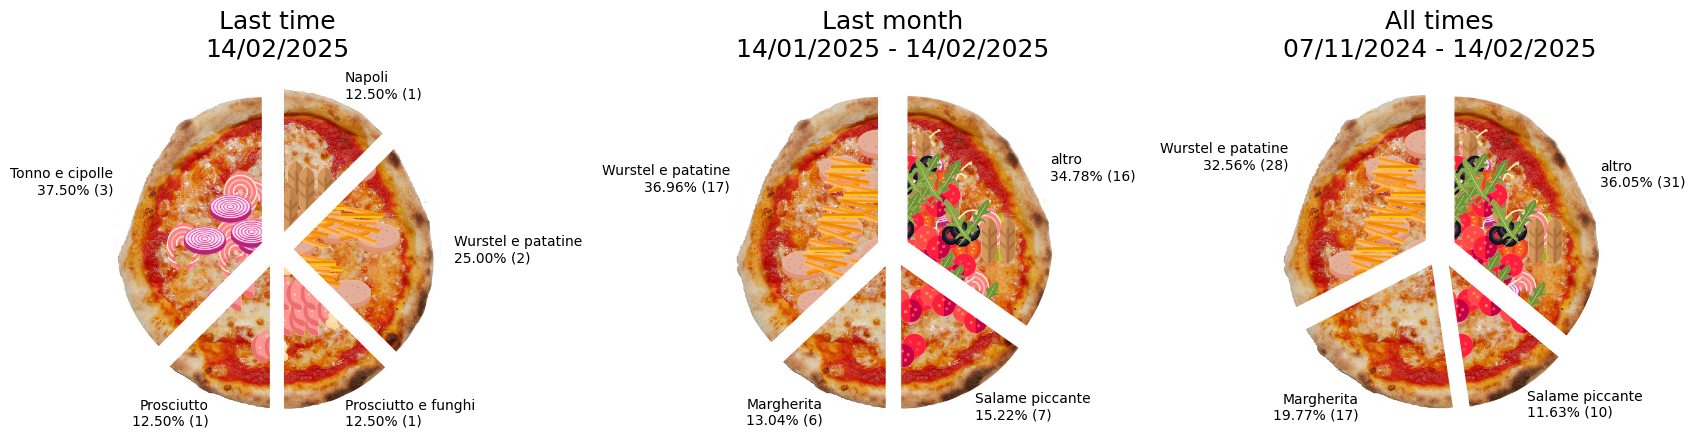 Last time
14/02/2025
Napoli
12.50% (1)
Tonno e cipolle
37.50% (3)
Wurstel e patatine
25.00% (2)
Prosciutto
12.50% (1)
Prosciutto e funghi
12.50% (1)
Last month
14/01/2025 - 14/02/2025
Wurstel e patatine
36.96% (17)
altro
34.78% (16)
Margherita
13.04% (6)
Salame piccante
15.22% (7)
All times
07/11/2024 - 14/02/2025
Wurstel e patatine
32.56% (28)
altro
36.05% (31)
Margherita
19.77% (17)
Salame piccante
11.63% (10)